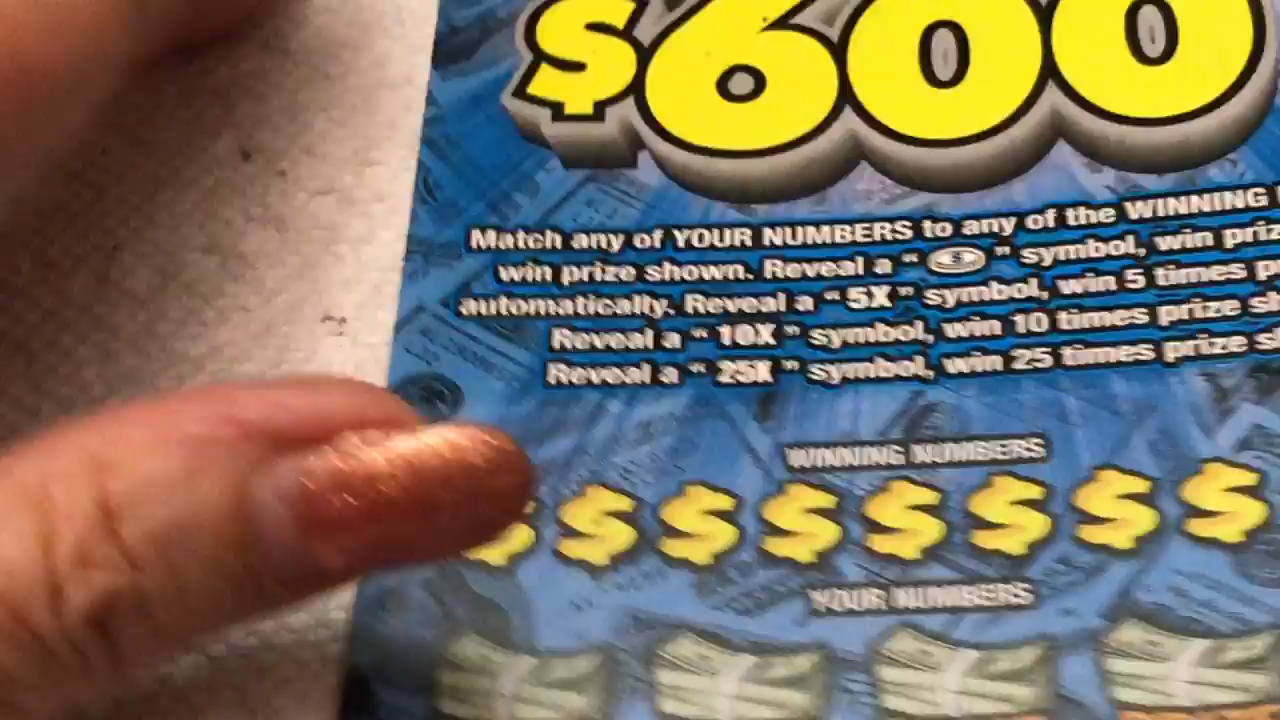 $600
Match any of YOUR NUMBERS to any of the WINNING
win prize shown. Reveal a " " symbol, win
automatically. Reveal a " 5X " symbol, win 5 times
Reveal a " 10X " symbol, win 10 times prize
Reveal a " 25X " symbol, win 25 times prize
WINNING NUMBERS
$ $ $ $ $ $ $ $
YOUR NUMBERS